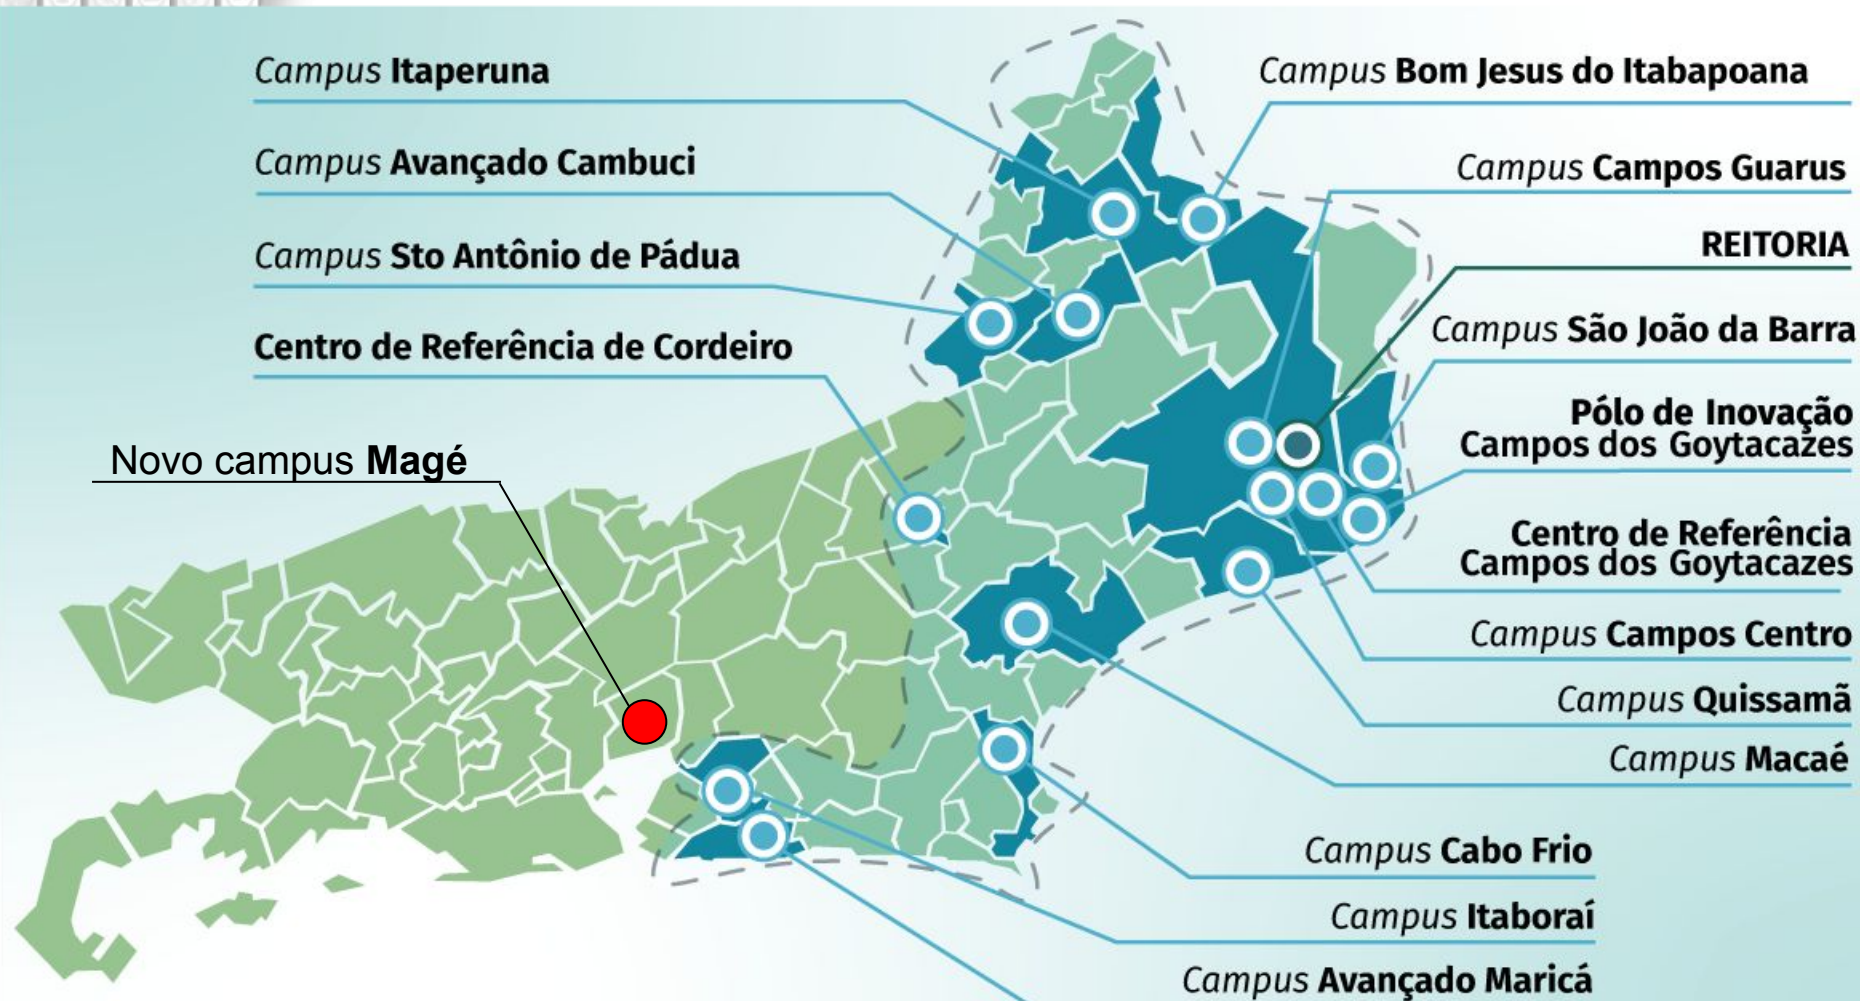 Campus Itaperuna
Campus Avançado Cambuci
Campus Sto Antônio de Pádua
Centro de Referência de Cordeiro
Novo campus Magé
Campus Bom Jesus do Itabapoana
Campus Campos Guarus
REITORIA
Campus São João da Barra
Pólo de Inovação
Campos dos Goytacazes
Centro de Referência
Campos dos Goytacazes
Campus Campos Centro
Campus Quissamã
Campus Macaé
Campus Cabo Frio
Campus Itaboraí
Campus Avançado Maricá